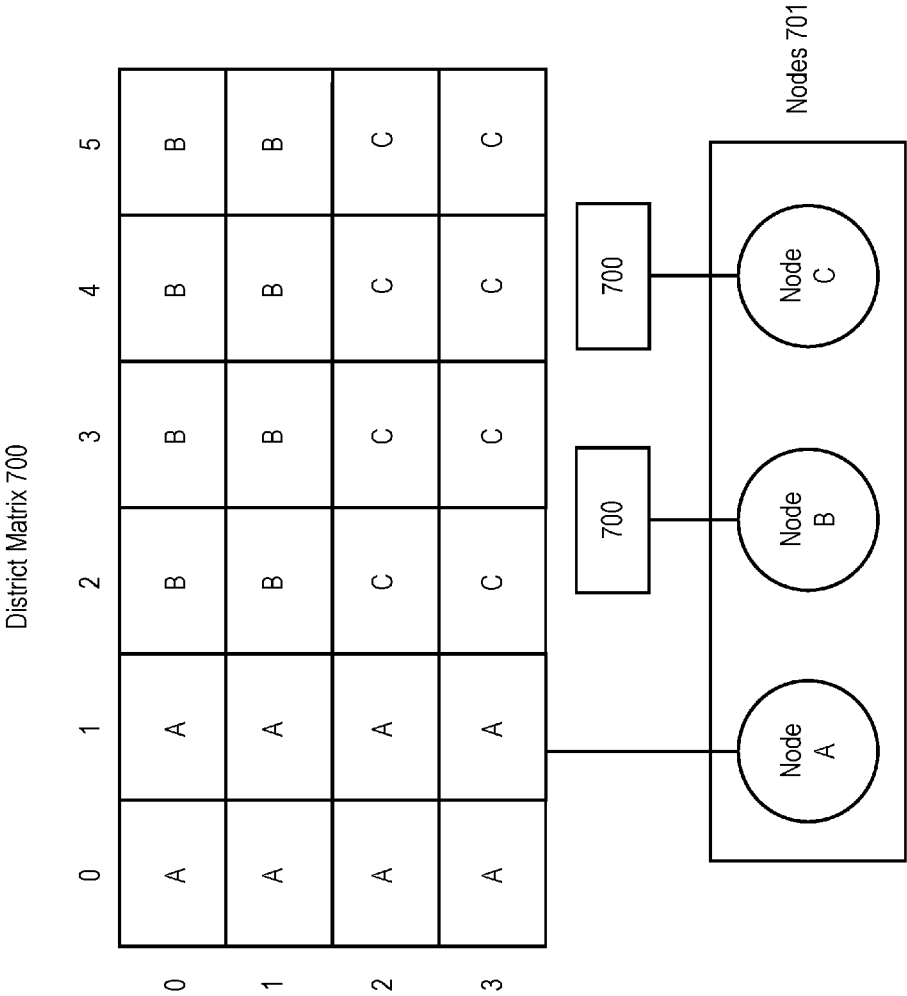 District Matrix 700
0 1 2 3 4 5
0 A A B B B B
1 A A B B B B
2 A A C C C C
3 A A C C C C
700
700
Node
A
Node
B
Node
C
Nodes 701